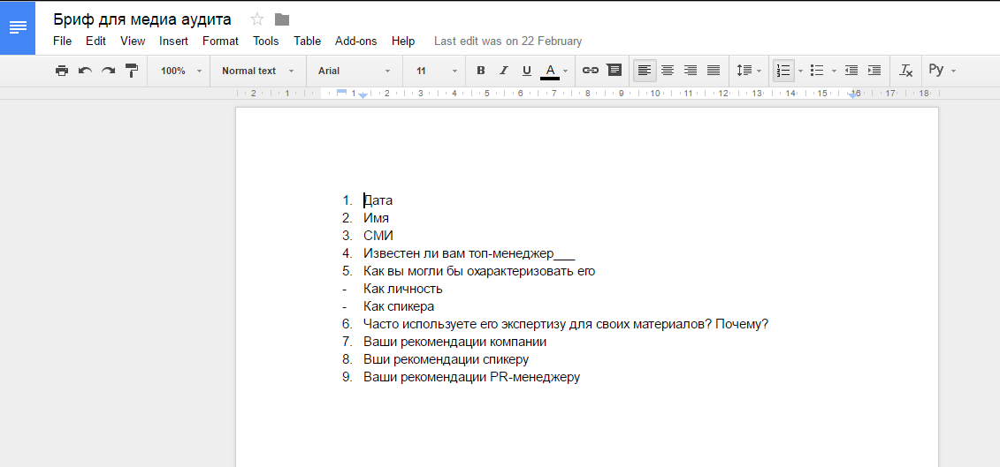 Бриф для медиа аудита
File Edit View Insert Format Tools Table Add-ons Help Last edit was on 22 February
100% Normal text Arial 11 B I U A Ру
2 1 1 2 3 4 5 6 7 8 9 10 11 12 13 14 15 16 17 18
1. Дата
2. Имя
3. СМИ
4. Известен ли вам топ-менеджер___
5. Как вы могли бы охарактеризовать его
- Как личность
- Как спикера
6. Часто используете его экспертизу для своих материалов? Почему?
7. Ваши рекомендации компании
8. Вши рекомендации спикеру
9. Ваши рекомендации PR-менеджеру